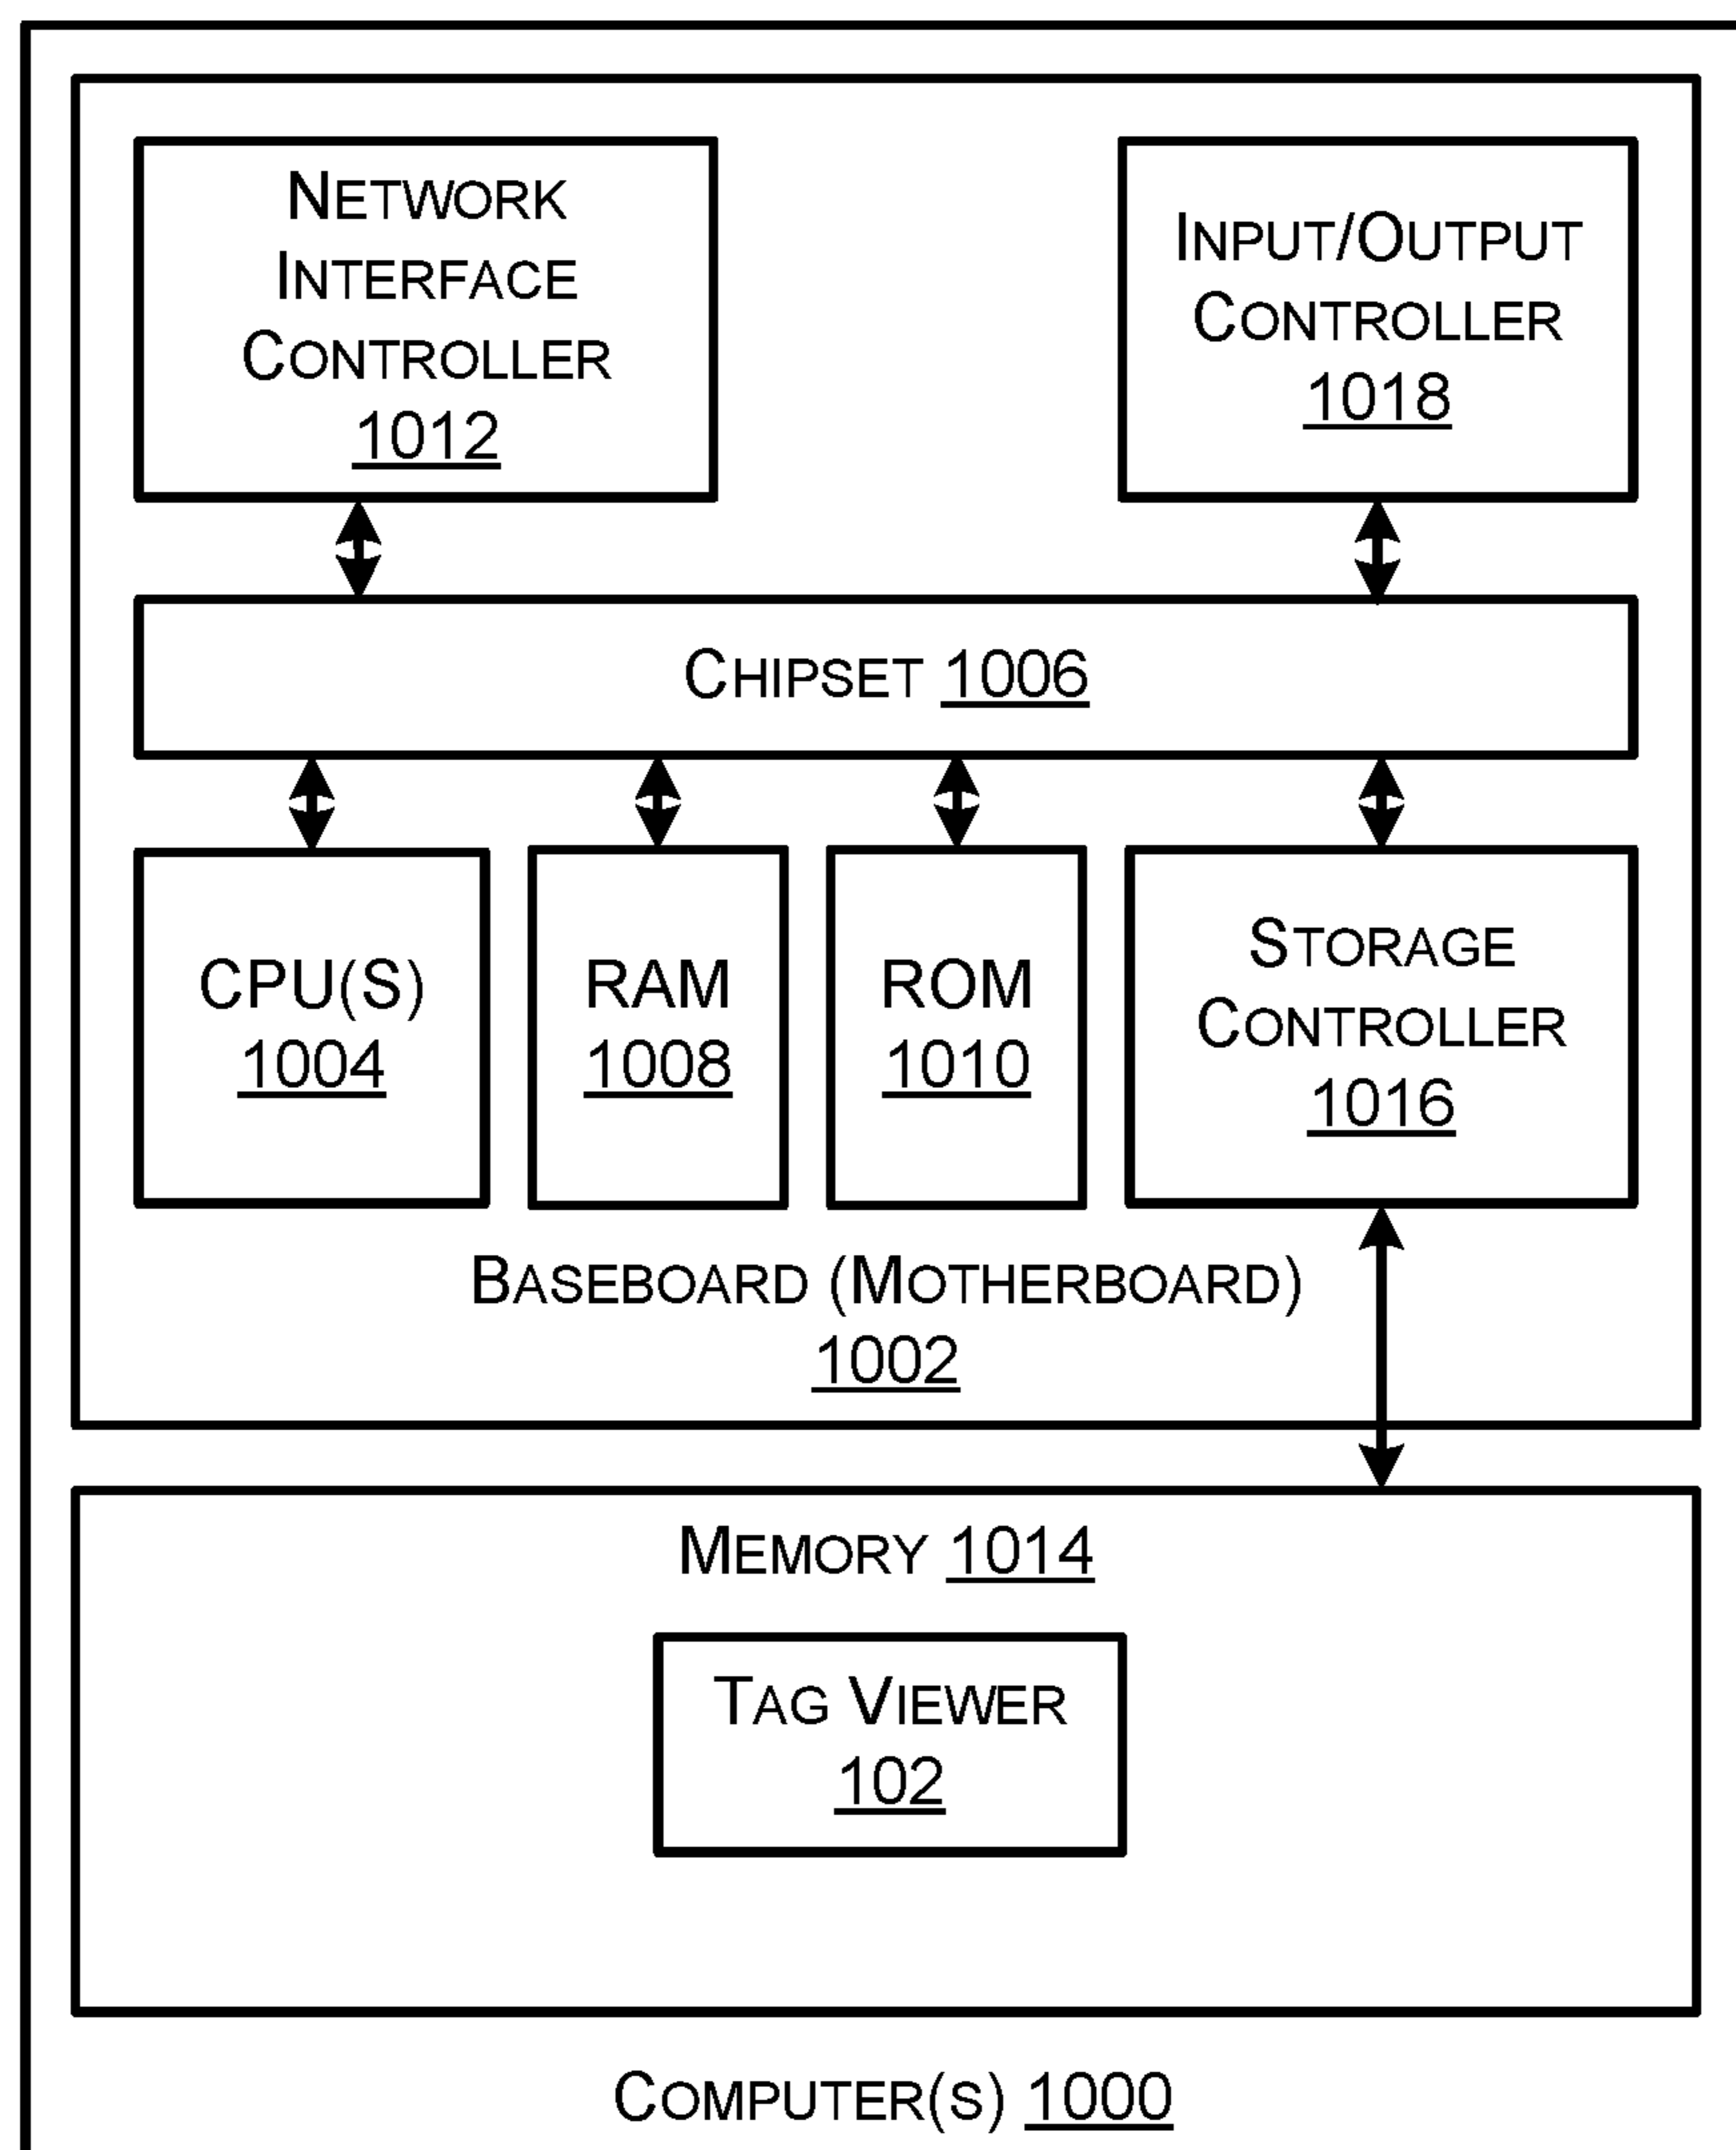 NETWORK
INTERFACE
CONTROLLER
1012
INPUT/OUTPUT
CONTROLLER
1018
CHIPSET 1006
CPU(S)
1004
RAM
1008
ROM
1010
STORAGE
CONTROLLER
1016
BASEBOARD (MOTHERBOARD)
1002
MEMORY 1014
TAG VIEWER
102
COMPUTER(S) 1000